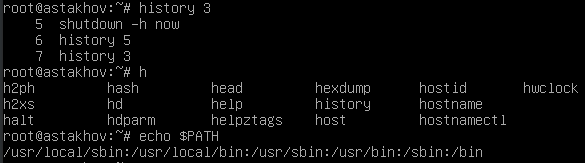 root@astakhov:~# history 3
    5  shutdown -h now
    6  history 5
    7  history 3
root@astakhov:~# h
h2ph        hash        head        hexdump     hostid      hwclock
h2xs        hd          help        history     hostname
halt        hdparm      helpztags   host        hostnamectl
root@astakhov:~# echo $PATH
/usr/local/sbin:/usr/local/bin:/usr/sbin:/usr/bin:/sbin:/bin